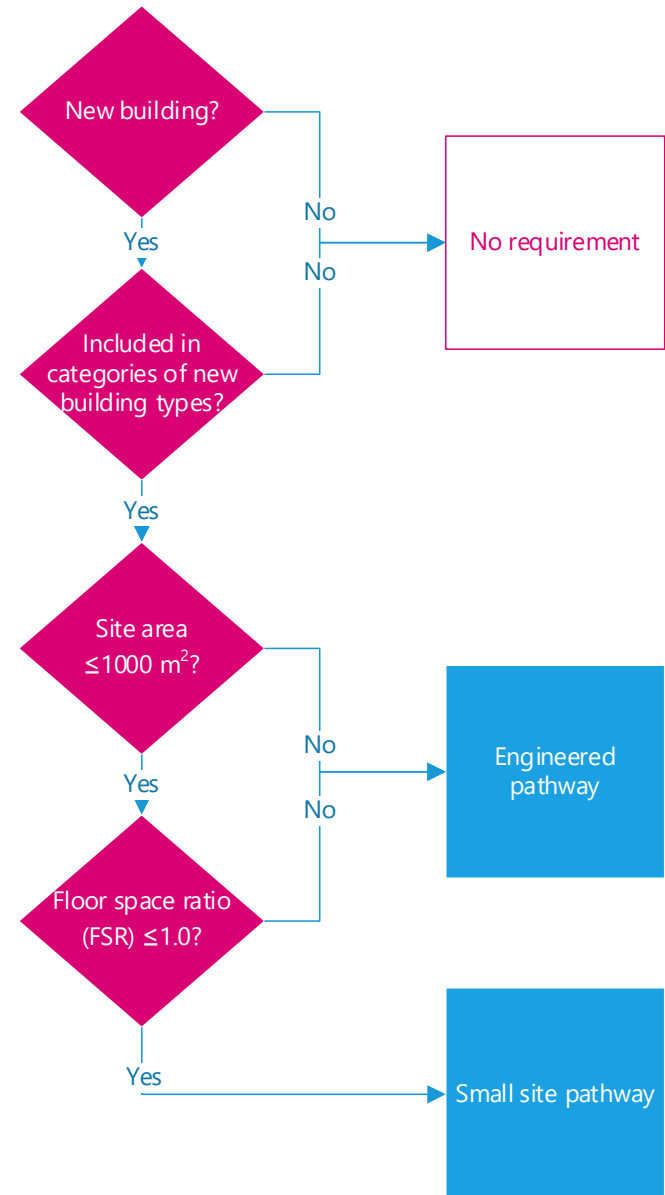 New building?
No
Yes
No requirement
No
Included in
categories of new
building types?
Yes
Site area
≤1000 m²?
No
Engineered
pathway
Yes
No
Floor space ratio
(FSR) ≤1.0?
Yes
Small site pathway